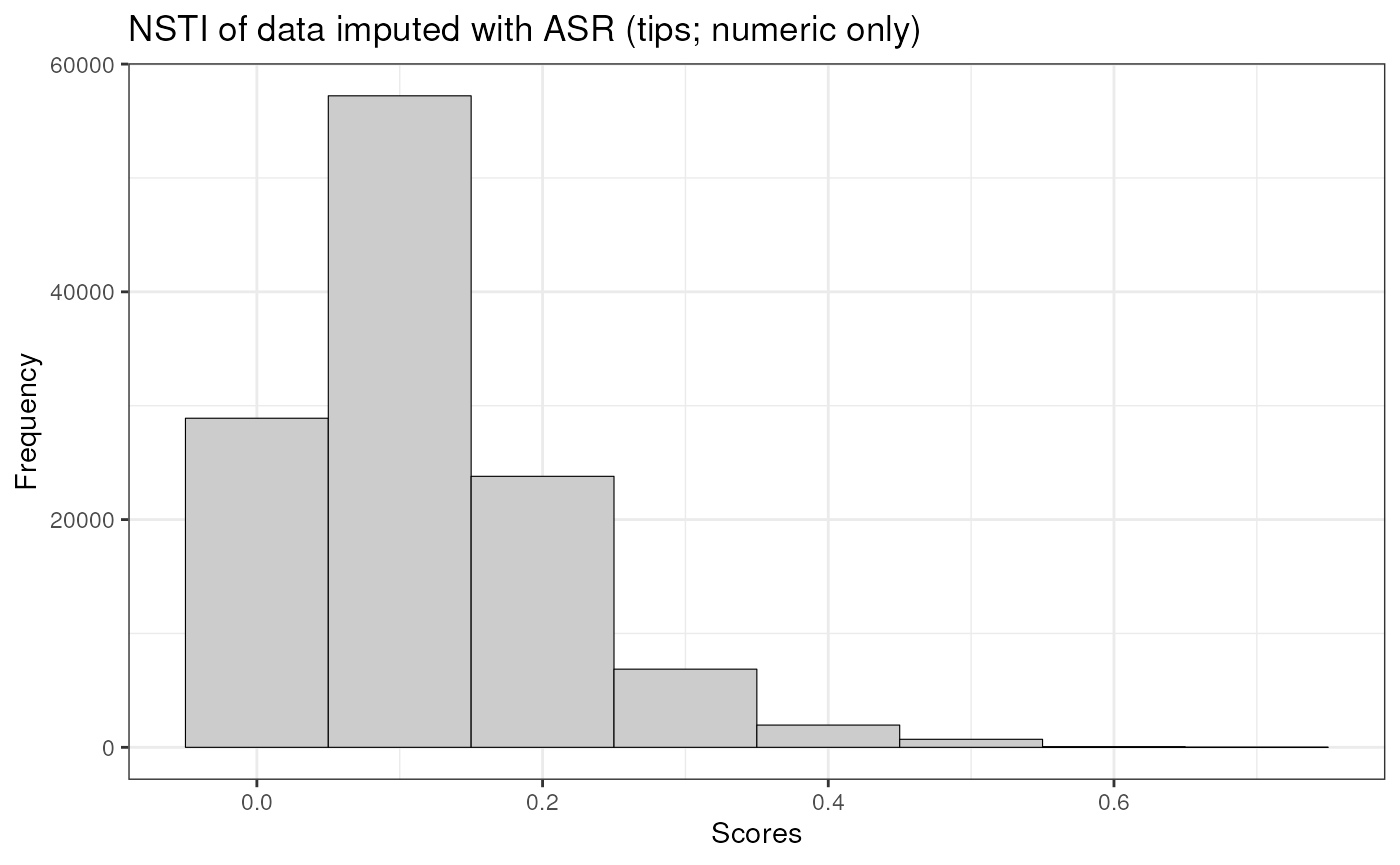 NSTI of data imputed with ASR (tips; numeric only)
60000
40000
20000
0
Frequency
0.0 0.2 0.4 0.6
Scores